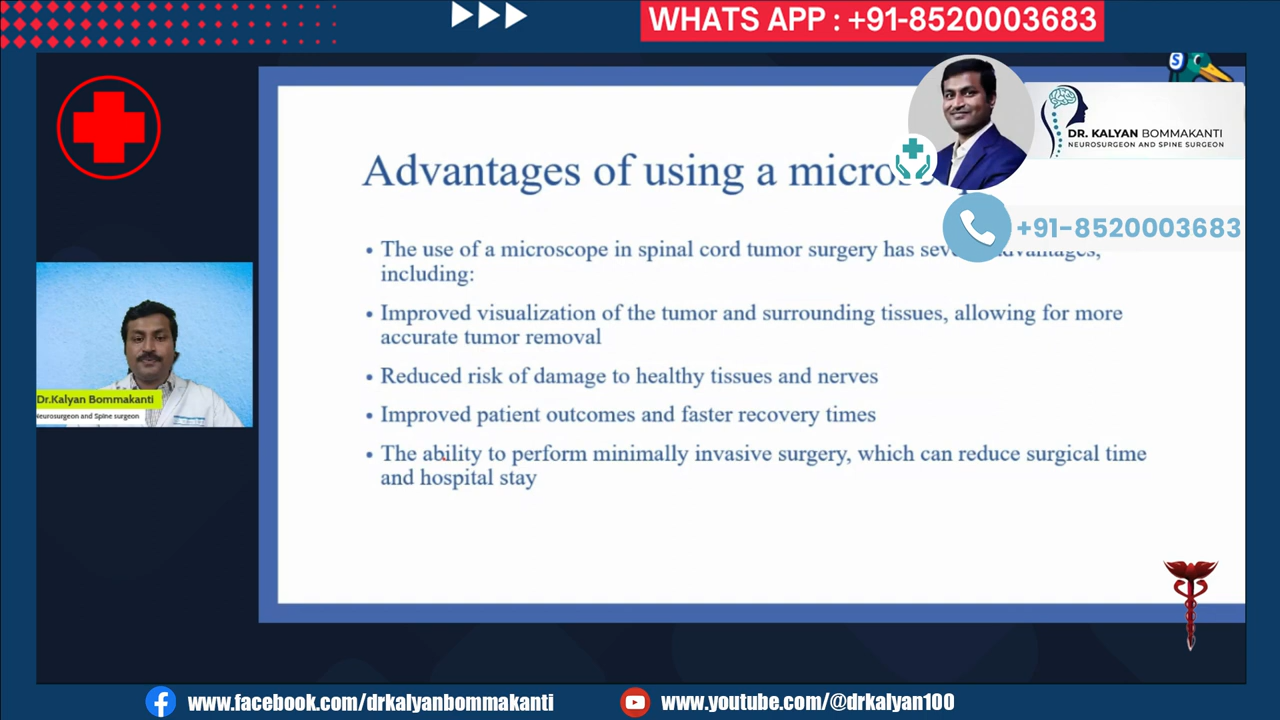 WHATS APP : +91-8520003683
S
DR. KALYAN BOMMAKANTI
NEUROSURGEON AND SPINE SURGEON
+91-8520003683
Advantages of using a
• The use of a microscope in spinal cord tumor surgery has
including:
• Improved visualization of the tumor and surrounding tissues, allowing for more
accurate tumor removal
• Reduced risk of damage to healthy tissues and nerves
• Improved patient outcomes and faster recovery times
• The ability to perform minimally invasive surgery, which can reduce surgical time
and hospital stay
Dr.Kalyan Bommakanti
Neurosurgeon and Spine surgeon
www.facebook.com/drkalyanbommakanti
www.youtube.com/@drkalyan100